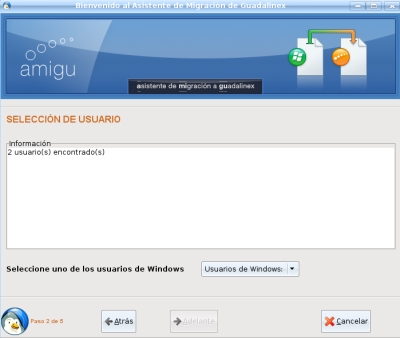 Bienvenido al Asistente de Migración de Guadalinex
amigu
asistente de migración a guadalinex
SELECCIÓN DE USUARIO
Información
2 usuario(s) encontrado(s)
Seleccione uno de los usuarios de Windows
Usuarios de Windows:
Paso 2 de 5
Atrás
Adelante
Cancelar